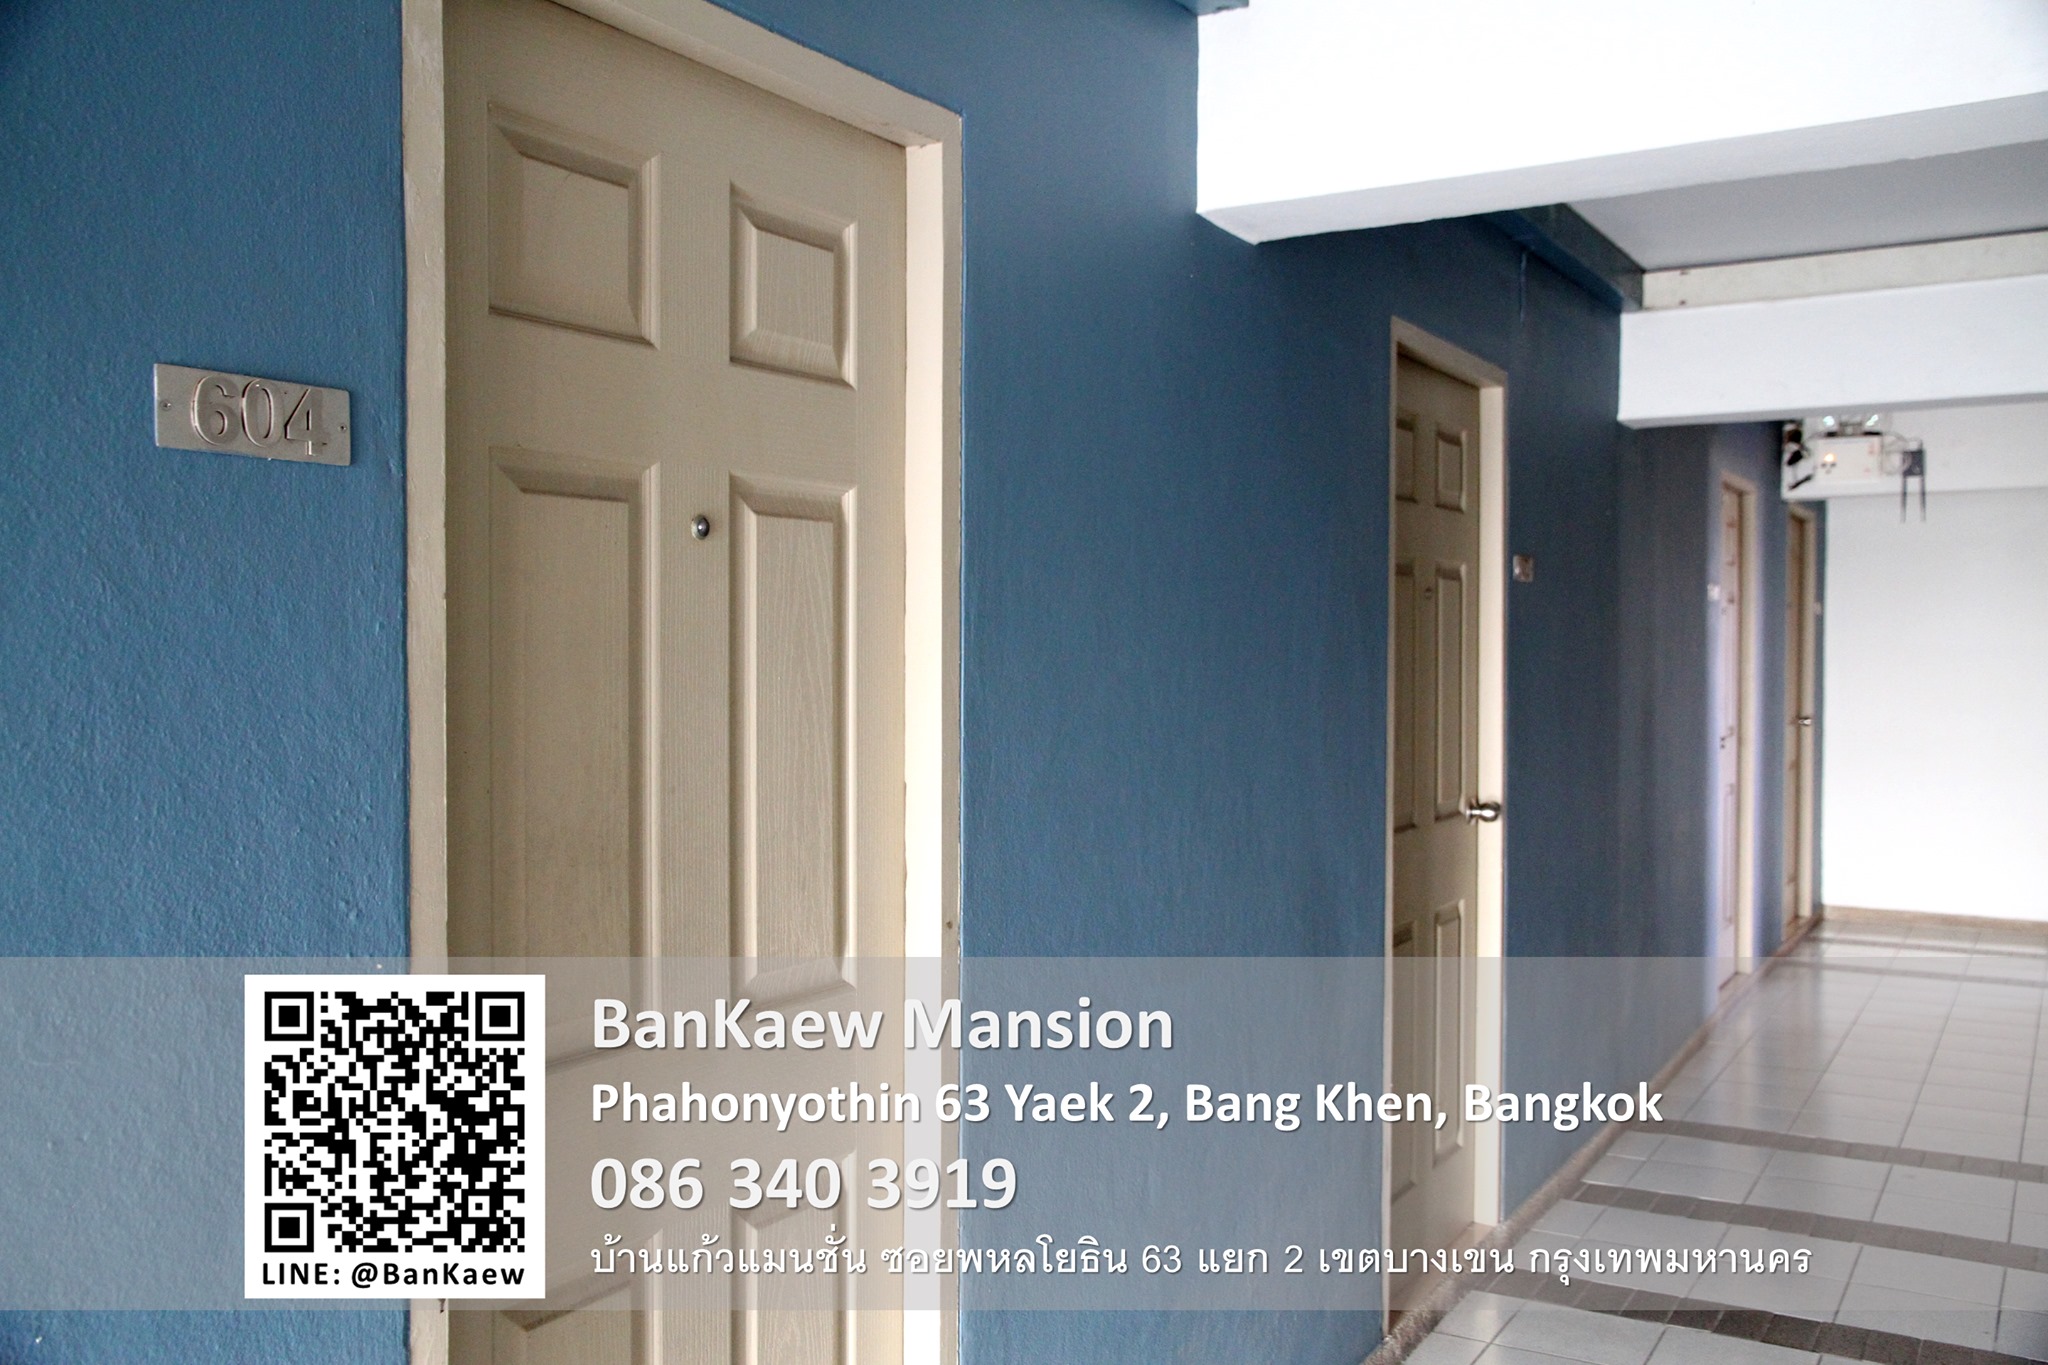 604
BanKaew Mansion
Phahonyothin 63 Yaek 2, Bang Khen, Bangkok
086 340 3919
บ้านแก้วแมนชั่น ซอยพหลโยธิน 63 แยก 2 เขตบางเขน กรุงเทพมหานคร
LINE: @BanKaew